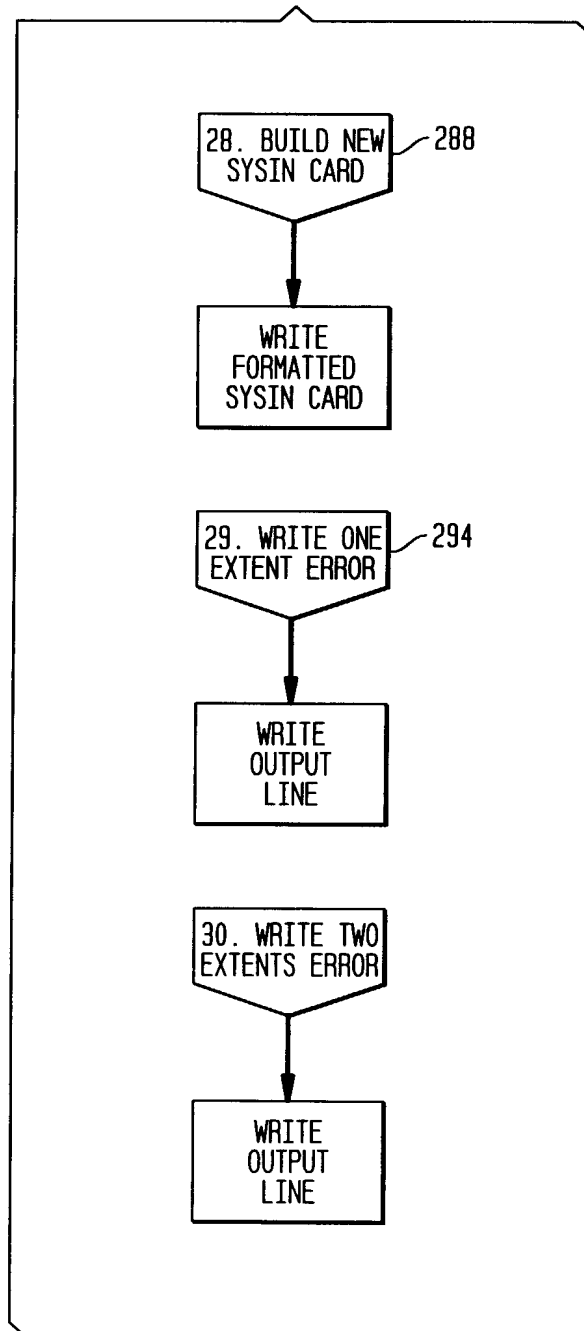 28. BUILD NEW
SYSIN CARD
288
WRITE
FORMATTED
SYSIN CARD
29. WRITE ONE
EXTENT ERROR
294
WRITE
OUTPUT
LINE
30. WRITE TWO
EXTENTS ERROR
WRITE
OUTPUT
LINE